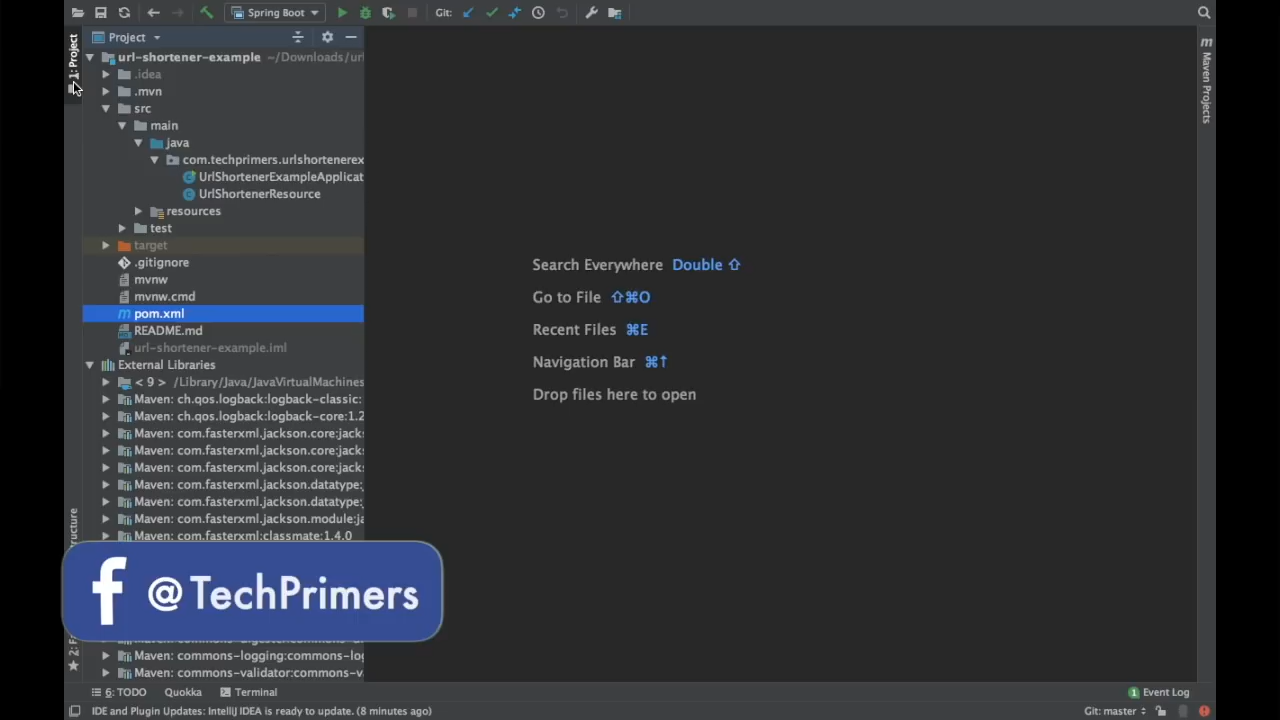 Spring Boot
Git:
Project
1: Project
Maven Projects
url-shortener-example ~/Downloads/url
.idea
.mvn
src
main
java
com.techprimers.urlshortenerex
UrlShortenerExampleApplicat
UrlShortenerResource
resources
test
target
.gitignore
mvnw
mvnw.cmd
pom.xml
README.md
url-shortener-example.iml
External Libraries
< 9 > /Library/Java/JavaVirtualMachines
Maven: ch.qos.logback:logback-classic:
Maven: ch.qos.logback:logback-core:1.2
Maven: com.fasterxml.jackson.core:jack
Maven: com.fasterxml.jackson.core:jack
Maven: com.fasterxml.jackson.core:jack
Maven: com.fasterxml.jackson.datatype:
Maven: com.fasterxml.jackson.datatype:
Maven: com.fasterxml.jackson.module:ja
Maven: com.fasterxml:classmate:1.4.0
Maven: commons-logging:commons-log
Maven: commons-validator:commons-v
Search Everywhere Double ⇧
Go to File ⇧⌘O
Recent Files ⌘E
Navigation Bar ⌘↑
Drop files here to open
f @TechPrimers
6: TODO
Quokka
Terminal
1 Event Log
IDE and Plugin Updates: IntelliJ IDEA is ready to update. (8 minutes ago)
Git: master